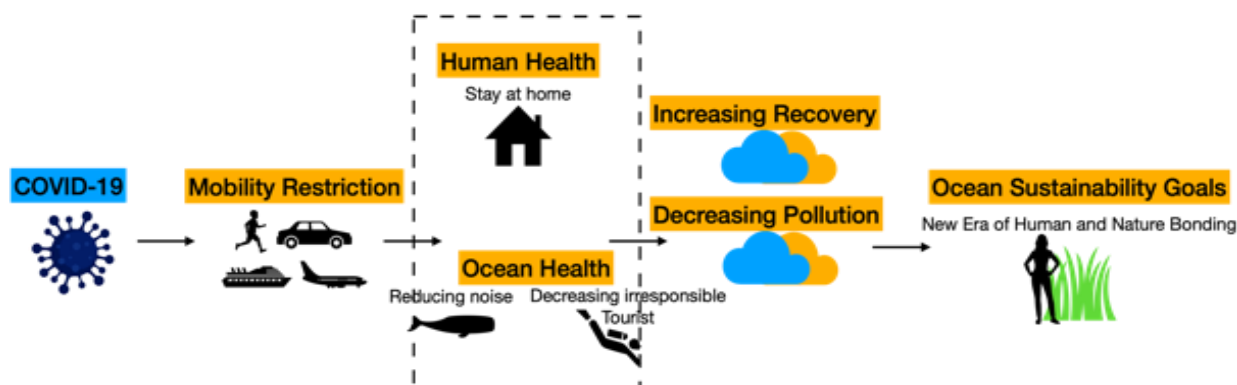 COVID-19
Mobility Restriction
Human Health
Stay at home
Ocean Health
Reducing noise
Decreasing irresponsible
Tourist
Increasing Recovery
Decreasing Pollution
Ocean Sustainability Goals
New Era of Human and Nature Bonding